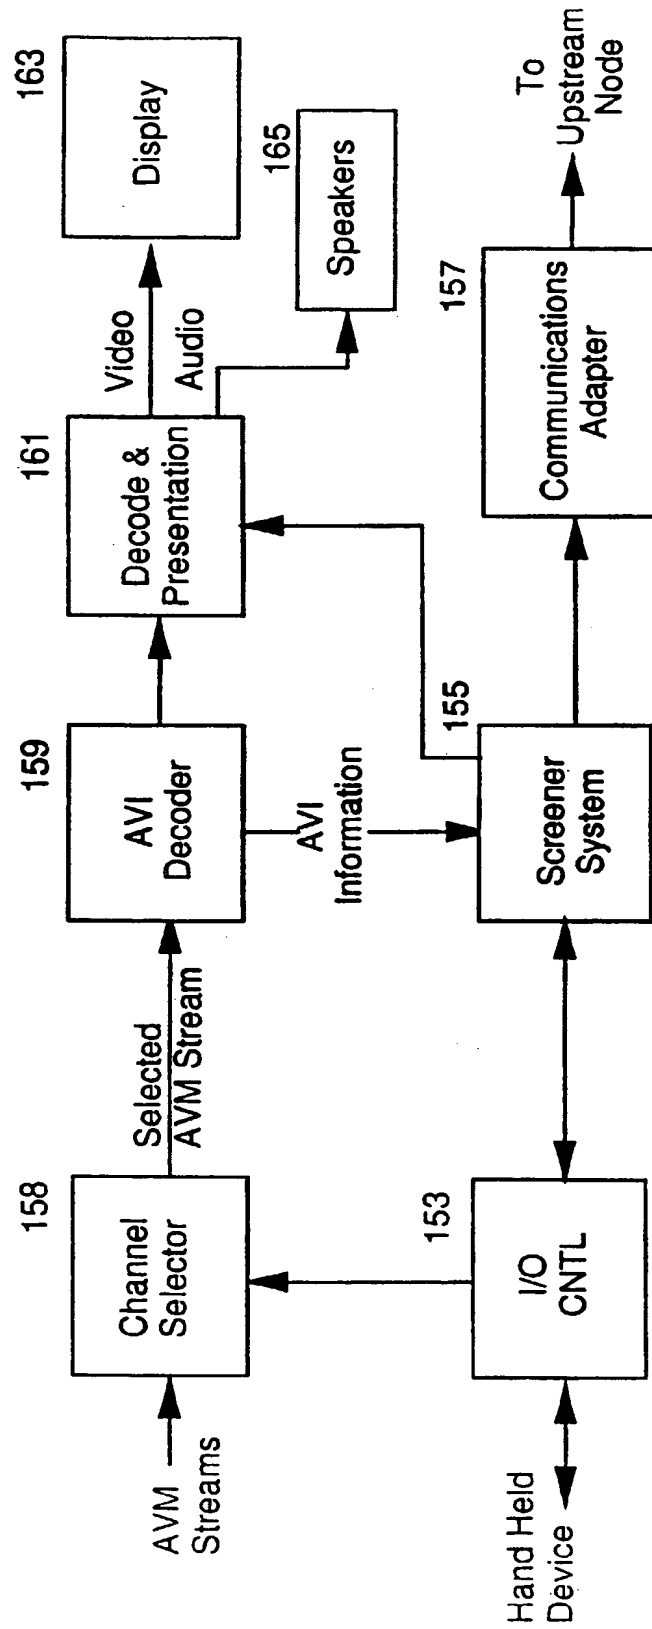 163
Display
165
Speakers
Video
Audio
To
Upstream
Node
161
Decode &
Presentation
157
Communications
Adapter
159
AVI
Decoder
AVI
Information
155
Screener
System
Selected
AVM Stream
158
Channel
Selector
153
I/O
CNTL
AVM
Streams
Hand Held
Device